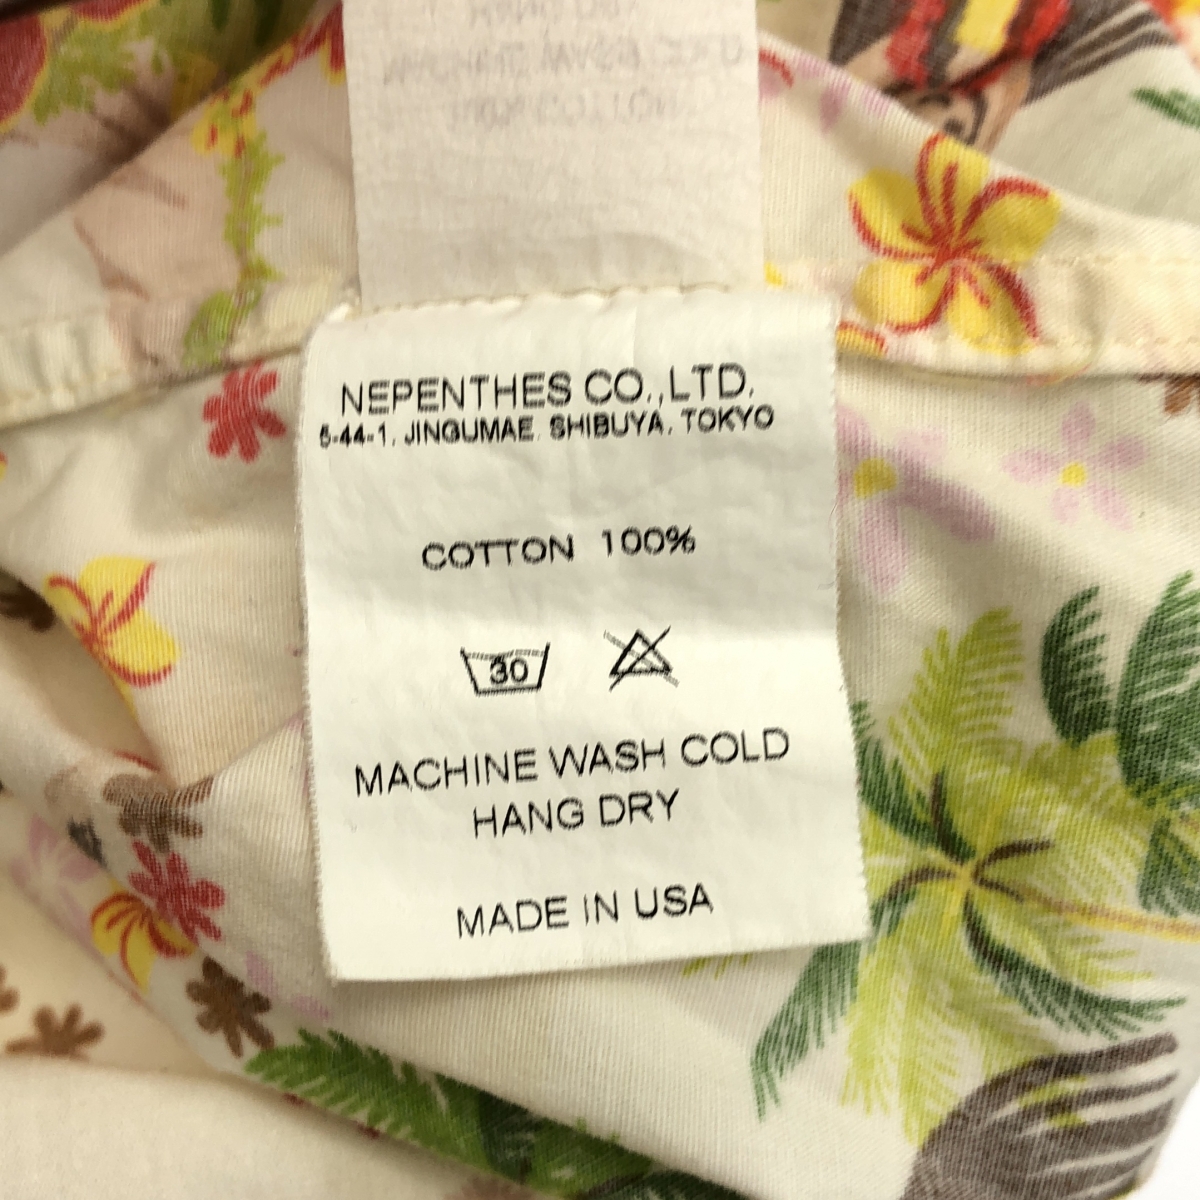 NEPENTHES CO.,LTD.
5-44-1, JINGUMAE, SHIBUYA, TOKYO
COTTON 100%
30
MACHINE WASH COLD
HANG DRY
MADE IN USA